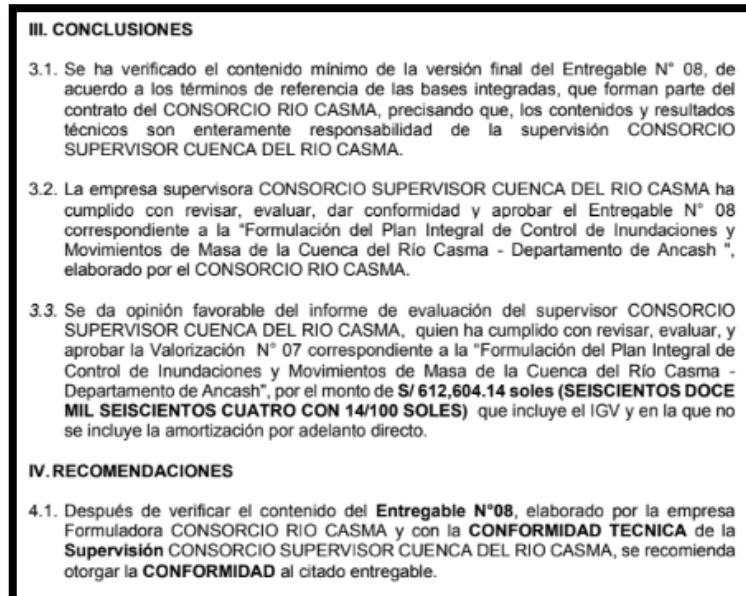 III. CONCLUSIONES
3.1. Se ha verificado el contenido mínimo de la versión final del Entregable N° 08, de
acuerdo a los términos de referencia de las bases integradas, que forman parte del
contrato del CONSORCIO RIO CASMA, precisando que, los contenidos y resultados
técnicos son enteramente responsabilidad de la supervisión CONSORCIO
SUPERVISOR CUENCA DEL RIO CASMA.
3.2. La empresa supervisora CONSORCIO SUPERVISOR CUENCA DEL RIO CASMA ha
cumplido con revisar, evaluar, dar conformidad y aprobar el Entregable N° 08
correspondiente a la "Formulación del Plan Integral de Control de Inundaciones y
Movimientos de Masa de la Cuenca del Río Casma - Departamento de Ancash ",
elaborado por el CONSORCIO RIO CASMA.
3.3. Se da opinión favorable del informe de evaluación del supervisor CONSORCIO
SUPERVISOR CUENCA DEL RIO CASMA, quien ha cumplido con revisar, evaluar, y
aprobar la Valorización N° 07 correspondiente a la "Formulación del Plan Integral de
Control de Inundaciones y Movimientos de Masa de la Cuenca del Río Casma -
Departamento de Ancash", por el monto de S/ 612,604.14 soles (SEISCIENTOS DOCE
MIL SEISCIENTOS CUATRO CON 14/100 SOLES) que incluye el IGV y en la que no
se incluye la amortización por adelanto directo.
IV. RECOMENDACIONES
4.1. Después de verificar el contenido del Entregable N°08, elaborado por la empresa
Formuladora CONSORCIO RIO CASMA y con la CONFORMIDAD TECNICA de la
Supervisión CONSORCIO SUPERVISOR CUENCA DEL RIO CASMA, se recomienda
otorgar la CONFORMIDAD al citado entregable.